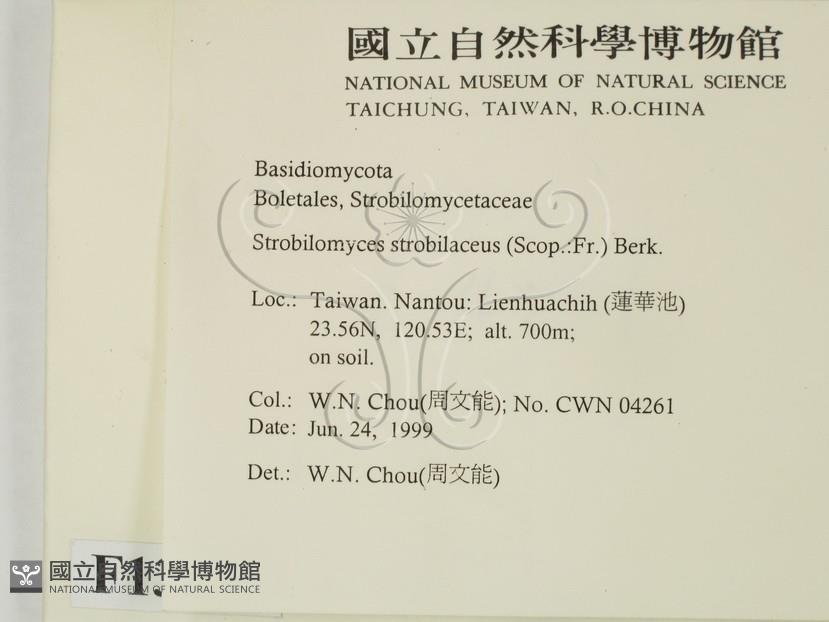 國立自然科學博物館
NATIONAL MUSEUM OF NATURAL SCIENCE
TAICHUNG, TAIWAN, R.O.CHINA
Basidiomycota
Boletales, Strobilomycetaceae
Strobilomyces strobilaceus (Scop.:Fr.) Berk.
Loc.: Taiwan. Nantou: Lienhuachih (蓮華池)
23.56N, 120.53E; alt. 700m;
on soil.
Col.: W.N. Chou(周文能); No. CWN 04261
Date: Jun. 24, 1999
Det.: W.N. Chou(周文能)
國立自然科學博物館
NATIONAL MUSEUM OF NATURAL SCIENCE